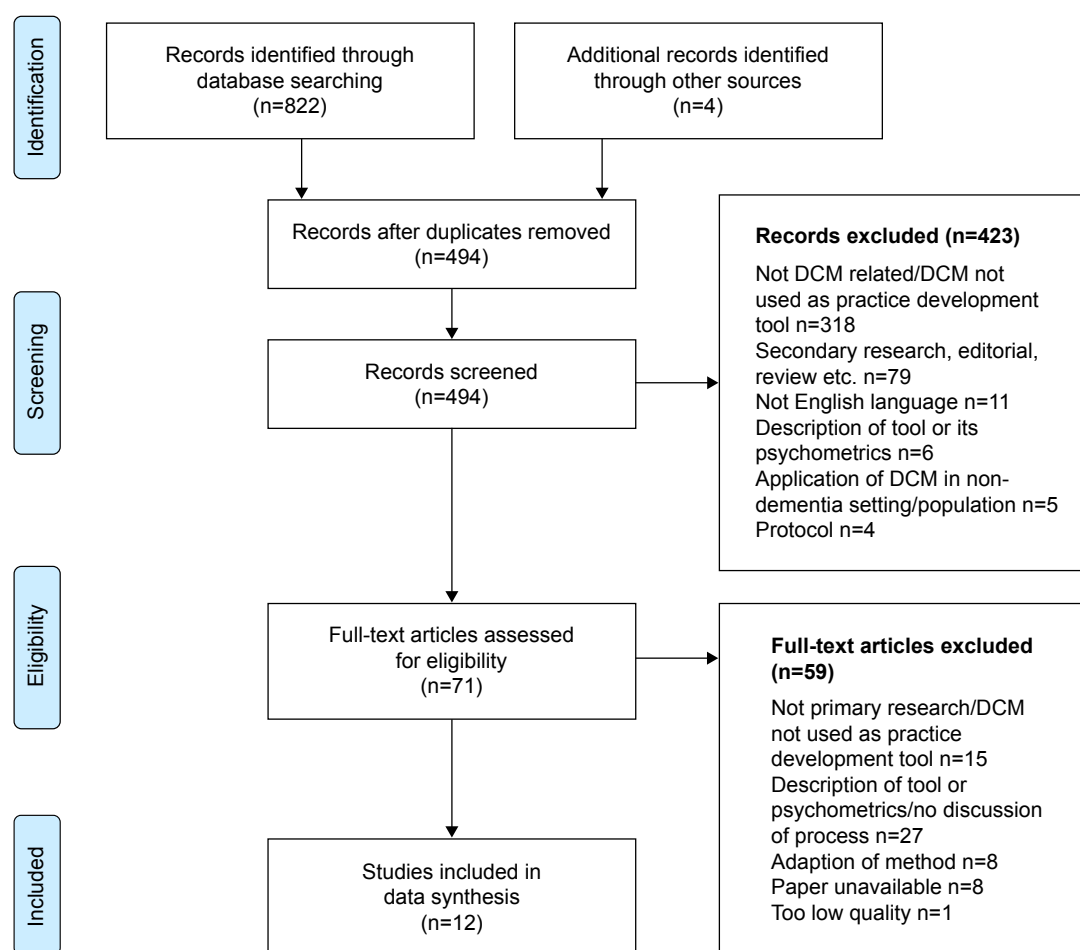 Identification
Records identified through
database searching
(n=822)
Additional records identified
through other sources
(n=4)
Records after duplicates removed
(n=494)
Screening
Records screened
(n=494)
Records excluded (n=423)
Not DCM related/DCM not
used as practice development
tool n=318
Secondary research, editorial,
review etc. n=79
Not English language n=11
Description of tool or its
psychometrics n=6
Application of DCM in non-
dementia setting/population n=5
Protocol n=4
Eligibility
Full-text articles assessed
for eligibility
(n=71)
Full-text articles excluded
(n=59)
Not primary research/DCM
not used as practice
development tool n=15
Description of tool or
psychometrics/no discussion
of process n=27
Adaption of method n=8
Paper unavailable n=8
Too low quality n=1
Included
Studies included in
data synthesis
(n=12)